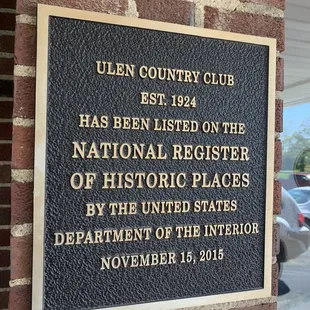 ULEN COUNTRY CLUB
EST. 1924
HAS BEEN LISTED ON THE
NATIONAL REGISTER
OF HISTORIC PLACES
BY THE UNITED STATES
DEPARTMENT OF THE INTERIOR
NOVEMBER 15, 2015